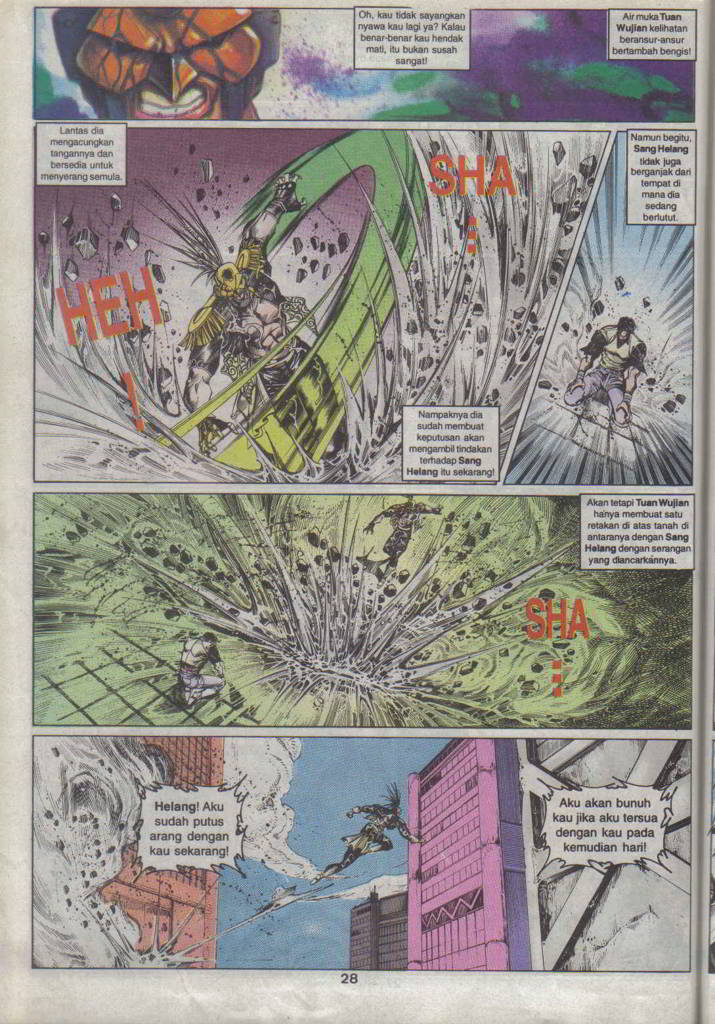 Oh, kau tidak sayangkan
nyawa kau lagi ya? Kalau
benar-benar kau hendak
mati, itu bukan susah
sangat!
Air muka Tuan
Wujian kelihatan
beransur-ansur
bertambah bengis!
Lantas dia
mengacungkan
tangannya dan
bersedia untuk
menyerang semula.
HEH
!
SHA
...
Nampaknya dia
sudah membuat
keputusan akan
mengambil tindakan
terhadap Sang
Helang itu sekarang!
Namun begitu,
Sang Helang
tidak juga
berganjak dari
tempat di
mana dia
sedang
berlutut.
Akan tetapi Tuan Wujian
hanya membuat satu
retakan di atas tanah di
antaranya dengan Sang
Helang dengan serangan
yang diancarkannya.
SHA
...
Helang! Aku
sudah putus
arang dengan
kau sekarang!
Aku akan bunuh
kau jika aku tersua
dengan kau pada
kemudian hari!
28